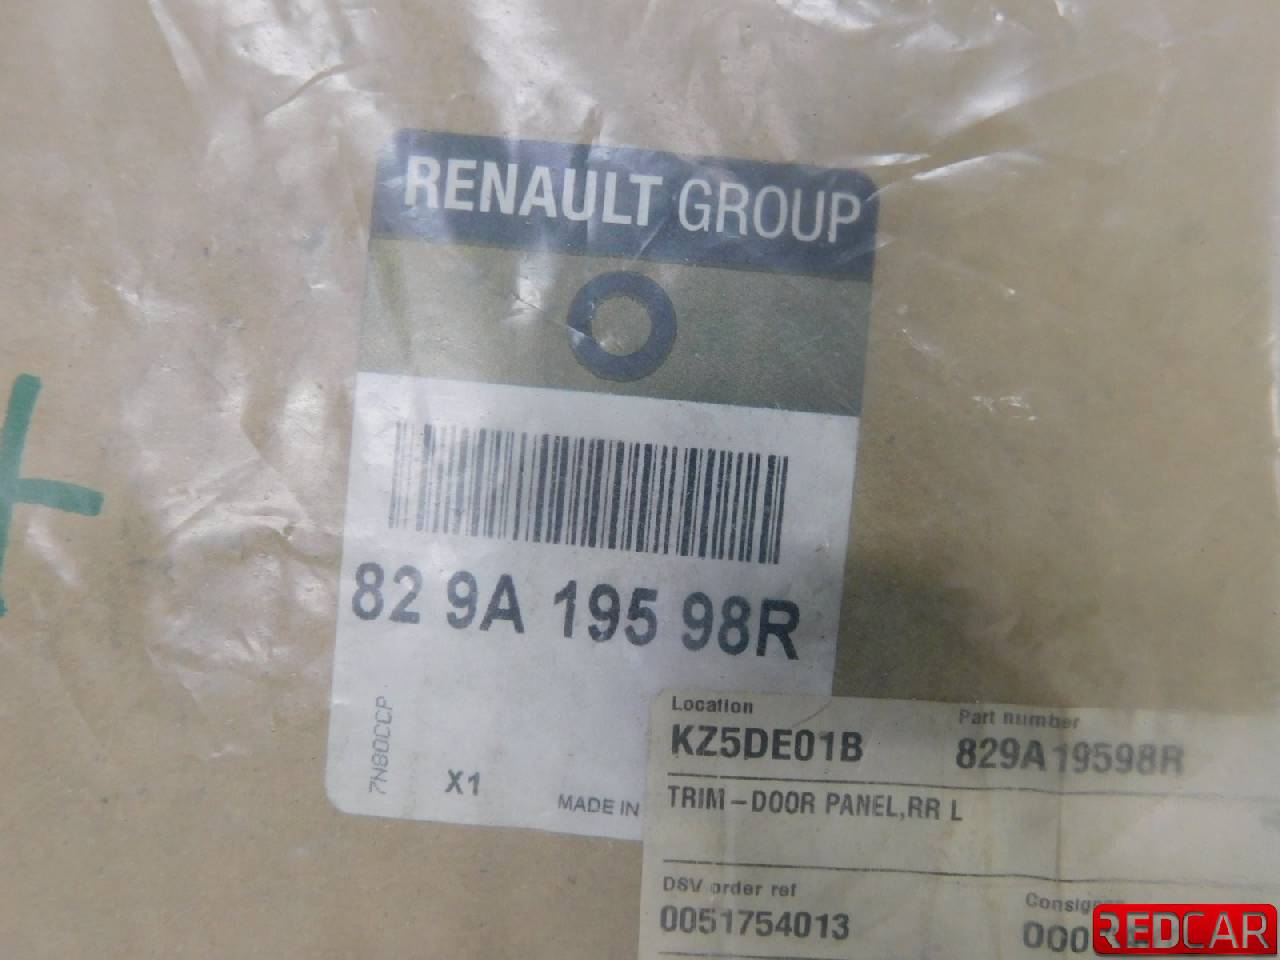 RENAULT GROUP
82 9A 195 98R
7N80CCP
X1
MADE IN
Location
KZ5DE01B
Part number
829A19598R
TRIM-DOOR PANEL,RR L
DSV order ref
0051754013
REDCAR